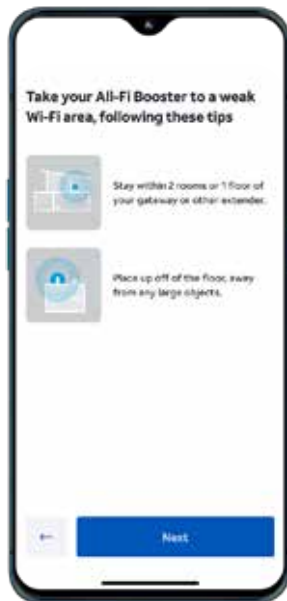 Take your All-Fi Booster to a weak
Wi-Fi area, following these tips
Stay within 2 rooms or 1 floor of
your gateway or other extender.
Place up off of the floor, away
from any large objects.
Next